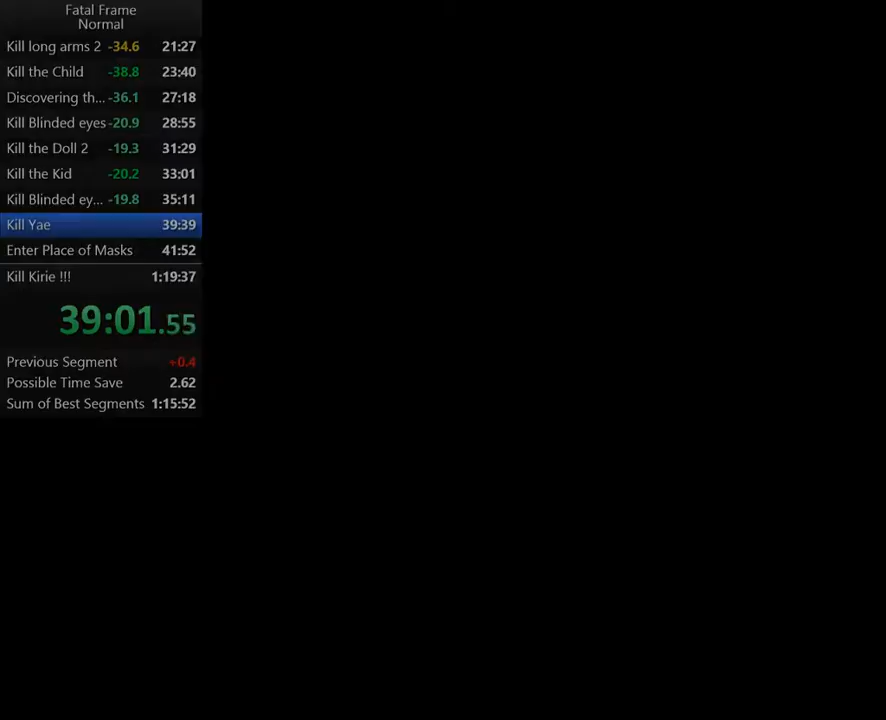 Fatal Frame
Normal
Kill long arms 2 -34.6 21:27
Kill the Child -38.8 23:40
Discovering th... -36.1 27:18
Kill Blinded eyes -20.9 28:55
Kill the Doll 2 -19.3 31:29
Kill the Kid -20.2 33:01
Kill Blinded ey... -19.8 35:11
Kill Yae 39:39
Enter Place of Masks 41:52
Kill Kirie !!! 1:19:37
39:01.55
Previous Segment +0.4
Possible Time Save 2.62
Sum of Best Segments 1:15:52